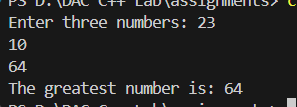 PS D:\DAC C++ Lab\assignments> C
Enter three numbers: 23
10
64
The greatest number is: 64